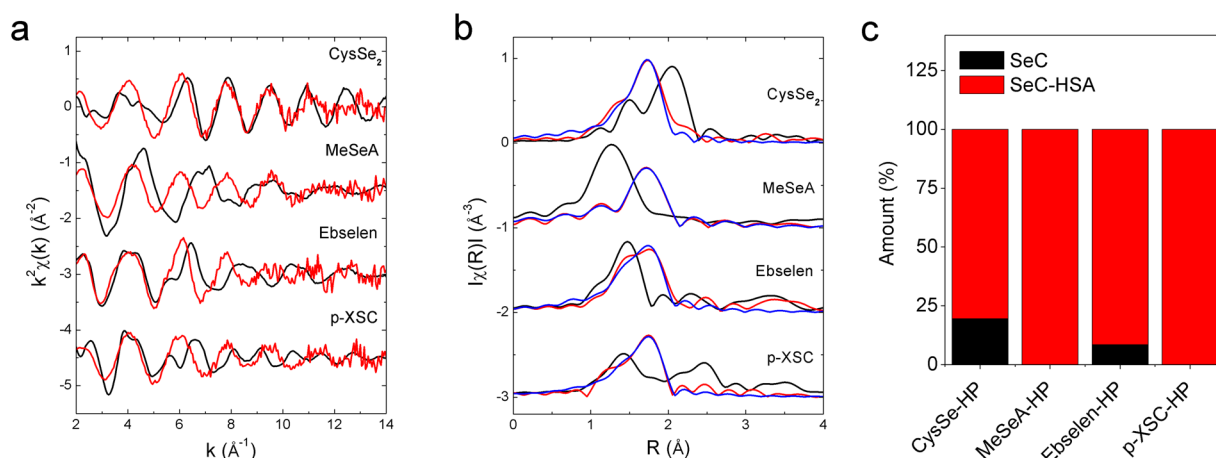 a
CysSe2
MeSeA
Ebselen
p-XSC
1
0
-1
-2
-3
-4
-5
k²χ(k) (Å⁻²)
2 4 6 8 10 12 14
k (Å⁻¹)
b
CysSe2
MeSeA
Ebselen
p-XSC
1
0
-1
-2
-3
Iχ(R)I (Å⁻³)
0 1 2 3 4
R (Å)
c
SeC
SeC-HSA
125
100
75
50
25
0
Amount (%)
CysSe-HP
MeSeA-HP
Ebselen-HP
p-XSC-HP